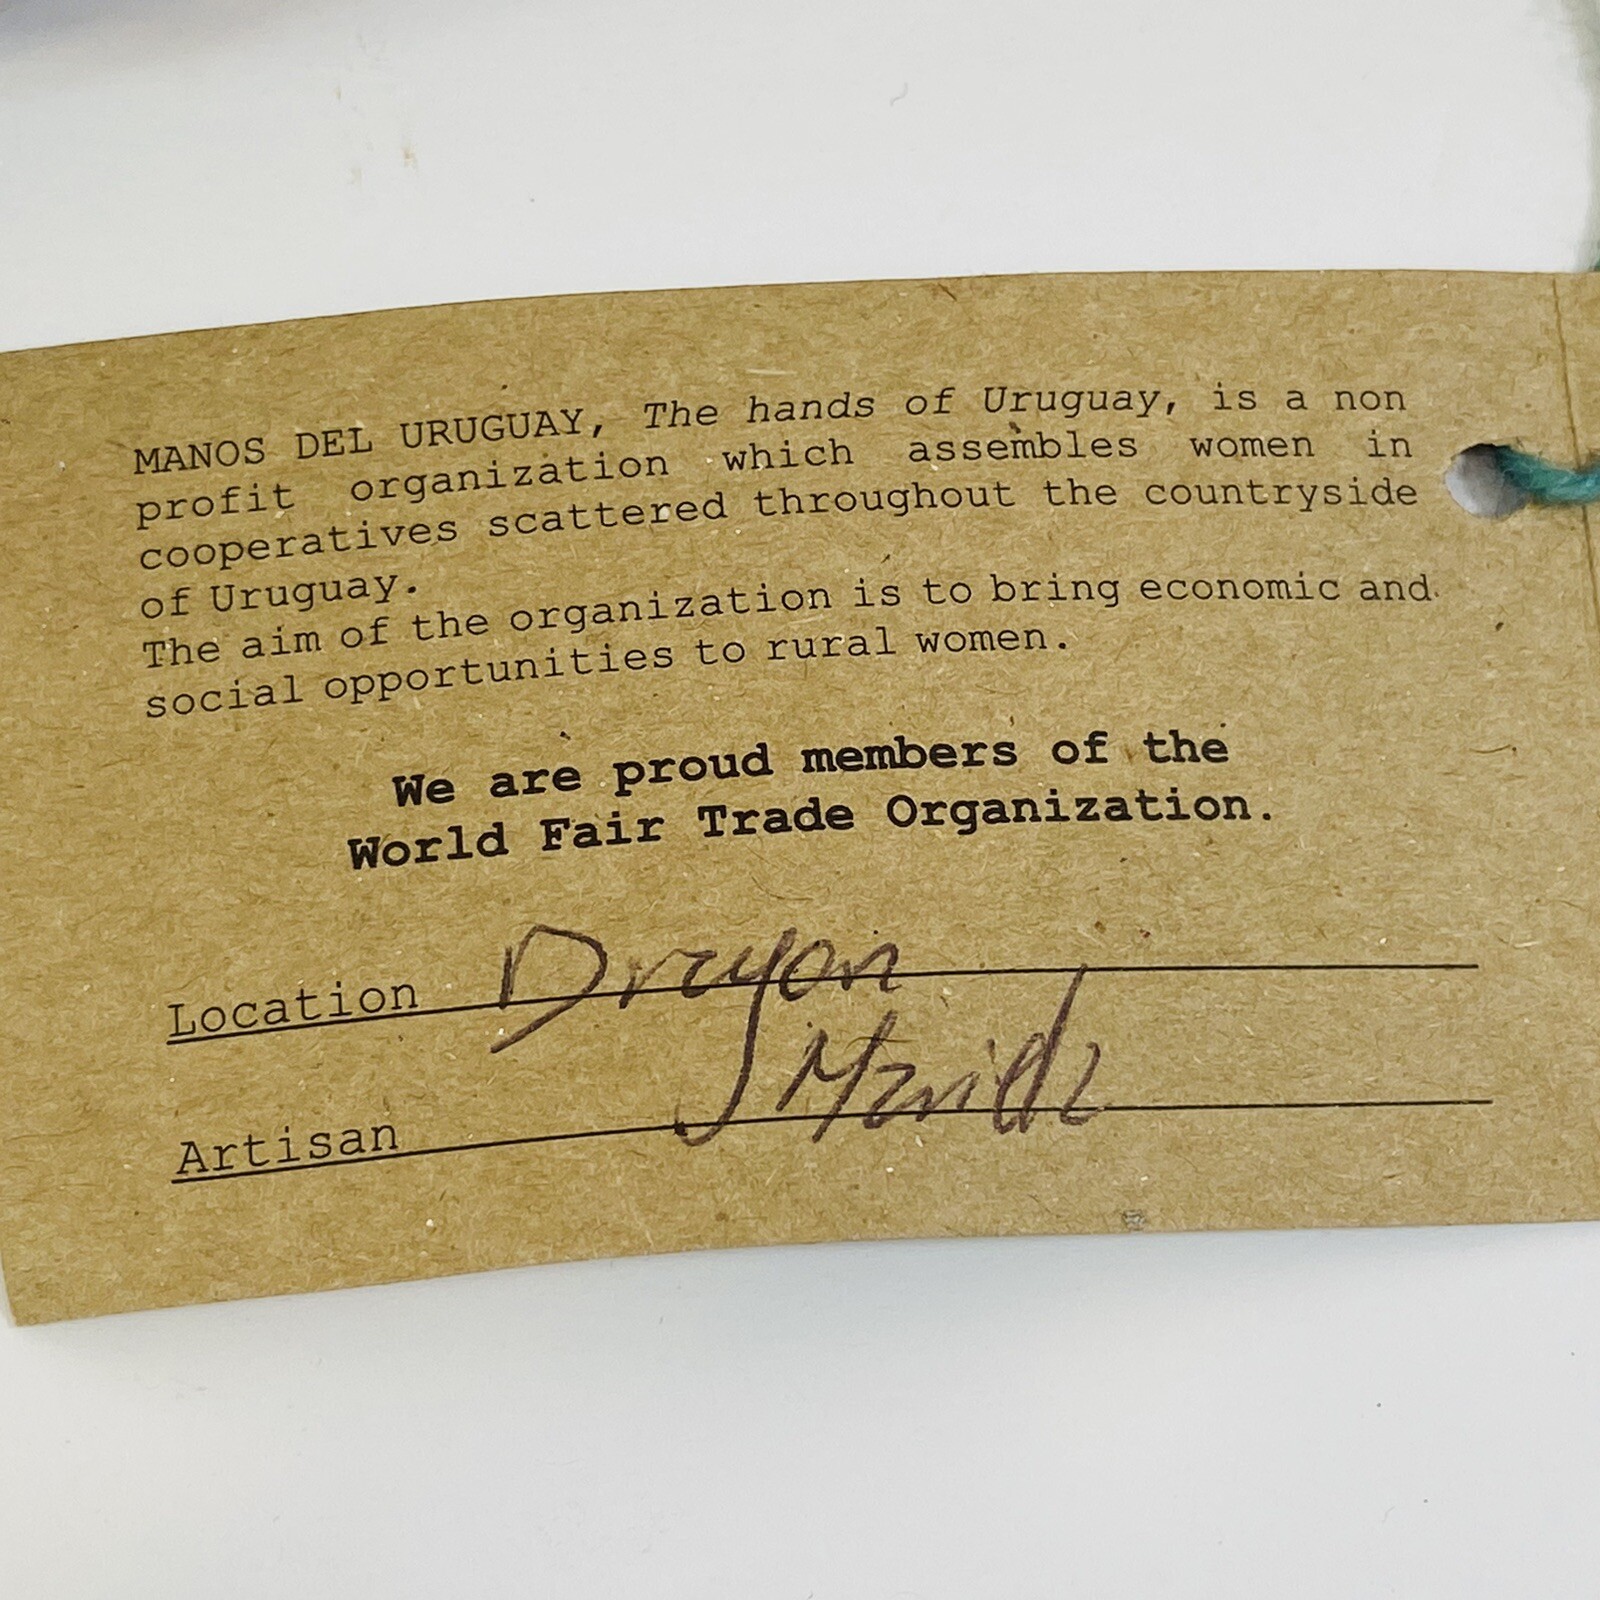 MANOS DEL URUGUAY, The hands of Uruguay, is a non
profit organization which assembles women in
cooperatives scattered throughout the countryside
of Uruguay.
The aim of the organization is to bring economic and
social opportunities to rural women.
We are proud members of the
World Fair Trade Organization.
Location Dragon
Artisan